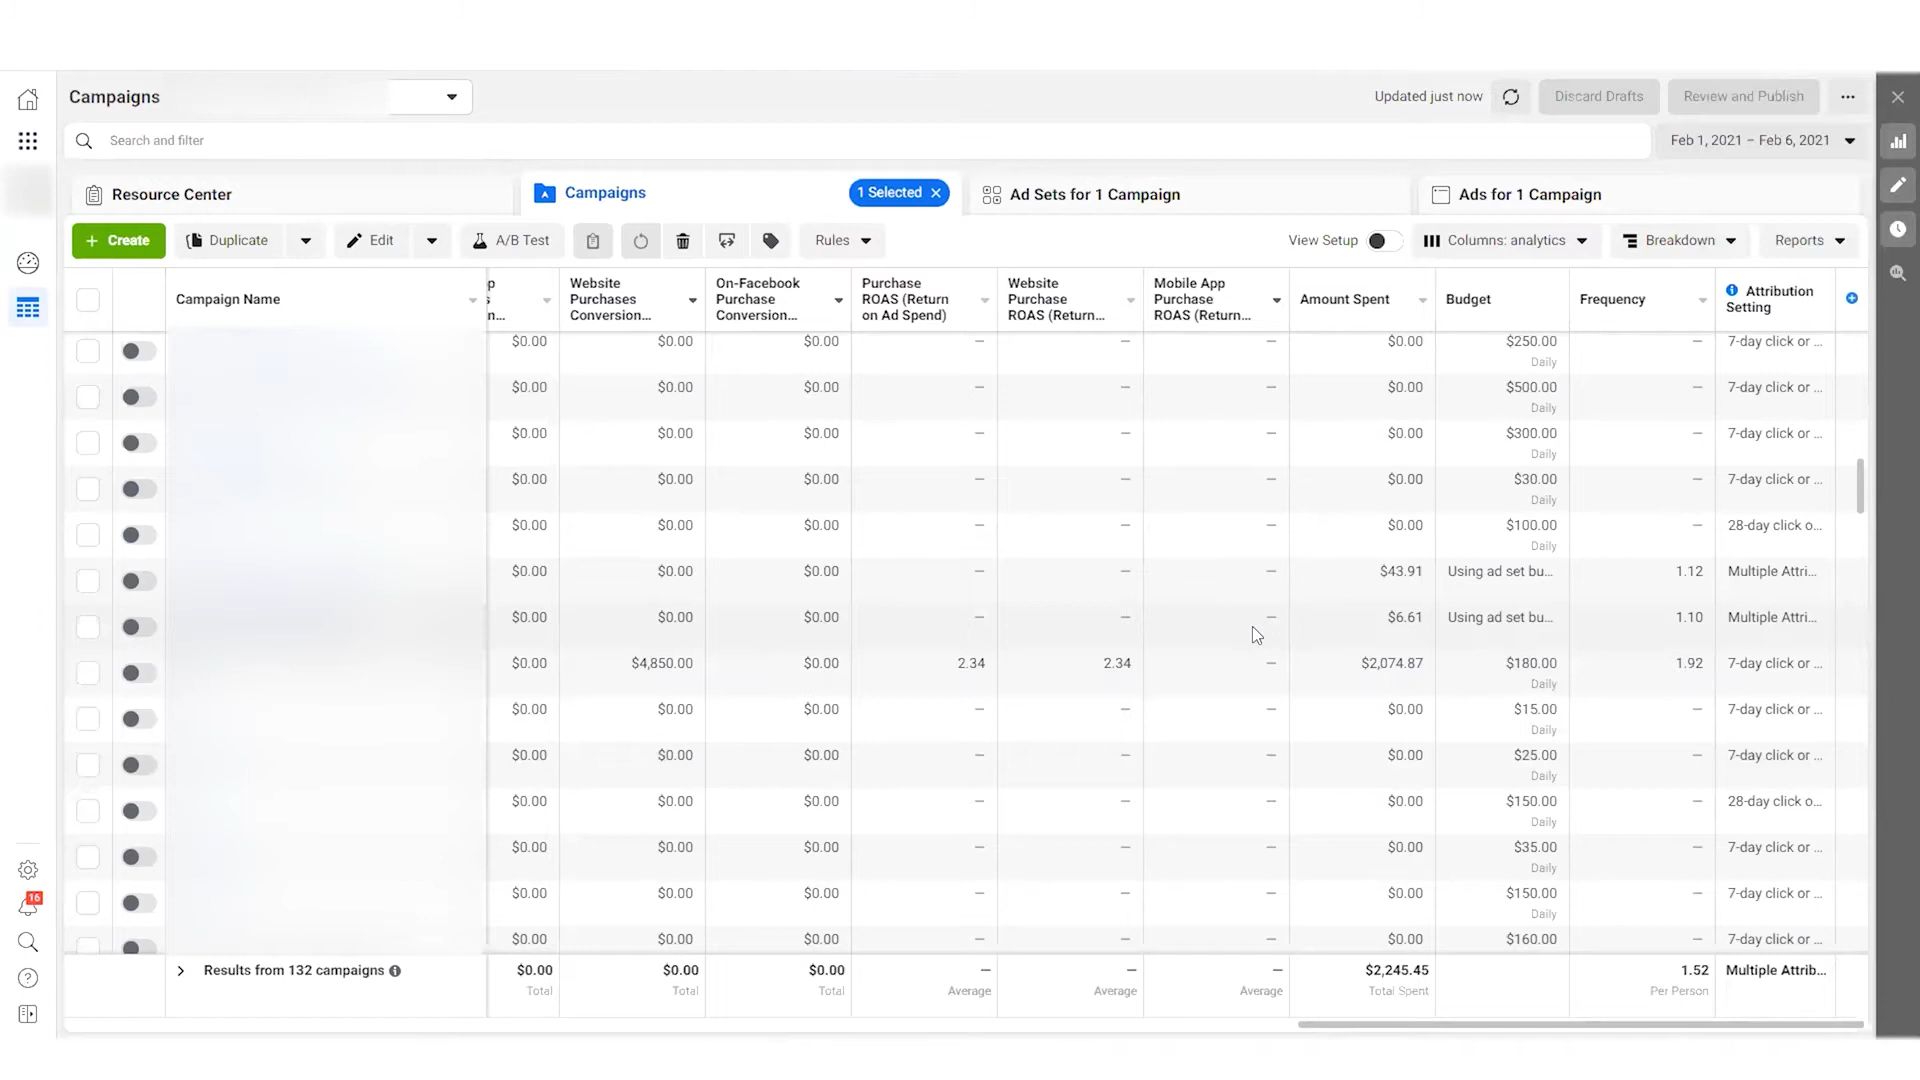 Campaigns
Updated just now
Discard Drafts
Review and Publish
Search and filter
Feb 1, 2021 – Feb 6, 2021
Resource Center
Campaigns
1 Selected
Ad Sets for 1 Campaign
Ads for 1 Campaign
+ Create
Duplicate
Edit
A/B Test
Rules
View Setup
Columns: analytics
Breakdown
Reports
Campaign Name
p
s
n...
Website
Purchases
Conversion...
On-Facebook
Purchase
Conversion...
Purchase
ROAS (Return
on Ad Spend)
Website
Purchase
ROAS (Return...
Mobile App
Purchase
ROAS (Return...
Amount Spent
Budget
Frequency
Attribution
Setting
$0.00 $0.00 $0.00 — — — $0.00 $250.00 — 7-day click or ...
Daily
$0.00 $0.00 $0.00 — — — $0.00 $500.00 — 7-day click or ...
Daily
$0.00 $0.00 $0.00 — — — $0.00 $300.00 — 7-day click or ...
Daily
$0.00 $0.00 $0.00 — — — $0.00 $30.00 — 7-day click or ...
Daily
$0.00 $0.00 $0.00 — — — $0.00 $100.00 — 28-day click o...
Daily
$0.00 $0.00 $0.00 — — — $43.91 Using ad set bu... 1.12 Multiple Attri...
$0.00 $0.00 $0.00 — — — $6.61 Using ad set bu... 1.10 Multiple Attri...
$0.00 $4,850.00 $0.00 2.34 2.34 — $2,074.87 $180.00 1.92 7-day click or ...
Daily
$0.00 $0.00 $0.00 — — — $0.00 $15.00 — 7-day click or ...
Daily
$0.00 $0.00 $0.00 — — — $0.00 $25.00 — 7-day click or ...
Daily
$0.00 $0.00 $0.00 — — — $0.00 $150.00 — 28-day click o...
Daily
$0.00 $0.00 $0.00 — — — $0.00 $35.00 — 7-day click or ...
Daily
$0.00 $0.00 $0.00 — — — $0.00 $150.00 — 7-day click or ...
Daily
$0.00 $0.00 $0.00 — — — $0.00 $160.00 — 7-day click or ...
16
Results from 132 campaigns $0.00 $0.00 $0.00 — — — $2,245.45 1.52 Multiple Attrib...
Total Total Total Average Average Average Total Spent Per Person